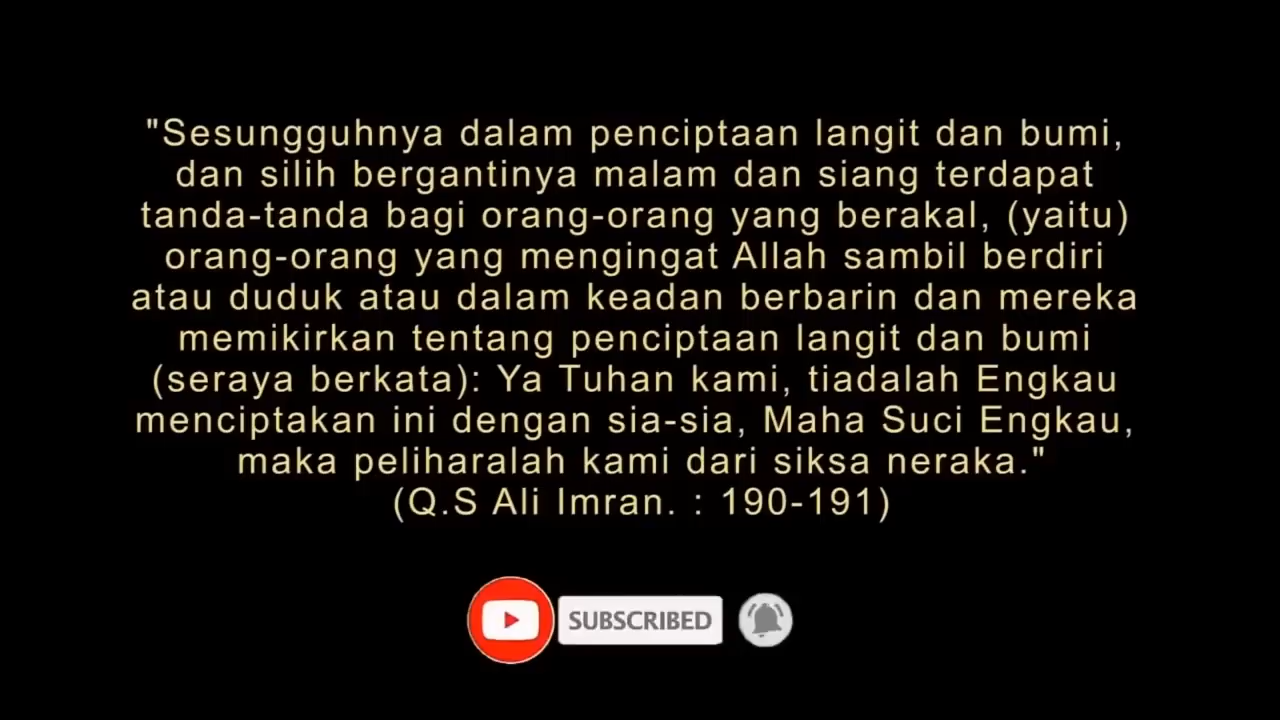 "Sesungguhnya dalam penciptaan langit dan bumi,
dan silih bergantinya malam dan siang terdapat
tanda-tanda bagi orang-orang yang berakal, (yaitu)
orang-orang yang mengingat Allah sambil berdiri
atau duduk atau dalam keadan berbarin dan mereka
memikirkan tentang penciptaan langit dan bumi
(seraya berkata): Ya Tuhan kami, tiadalah Engkau
menciptakan ini dengan sia-sia, Maha Suci Engkau,
maka peliharalah kami dari siksa neraka."
(Q.S Ali Imran. : 190-191)
SUBSCRIBED